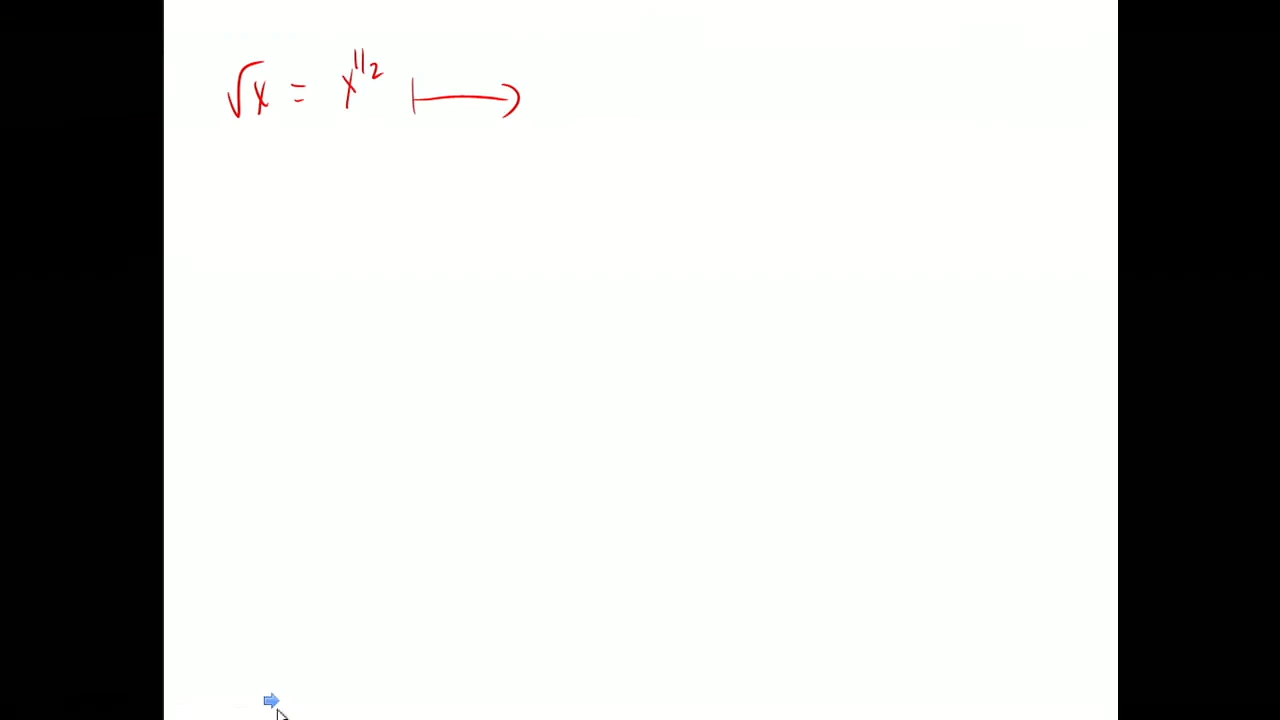 √x = x^{1/2} ⟼